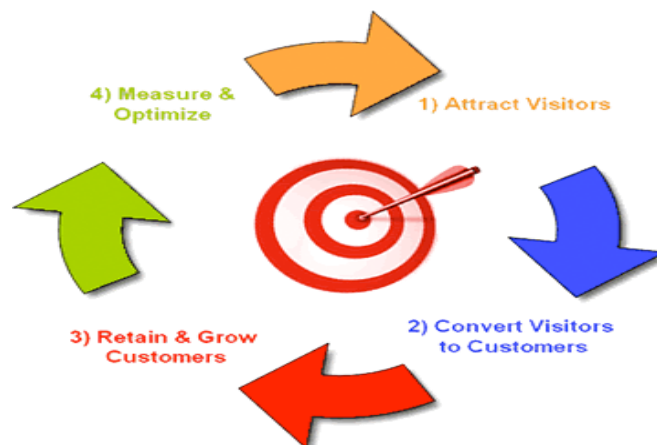 1) Attract Visitors
2) Convert Visitors
to Customers
3) Retain & Grow
Customers
4) Measure &
Optimize